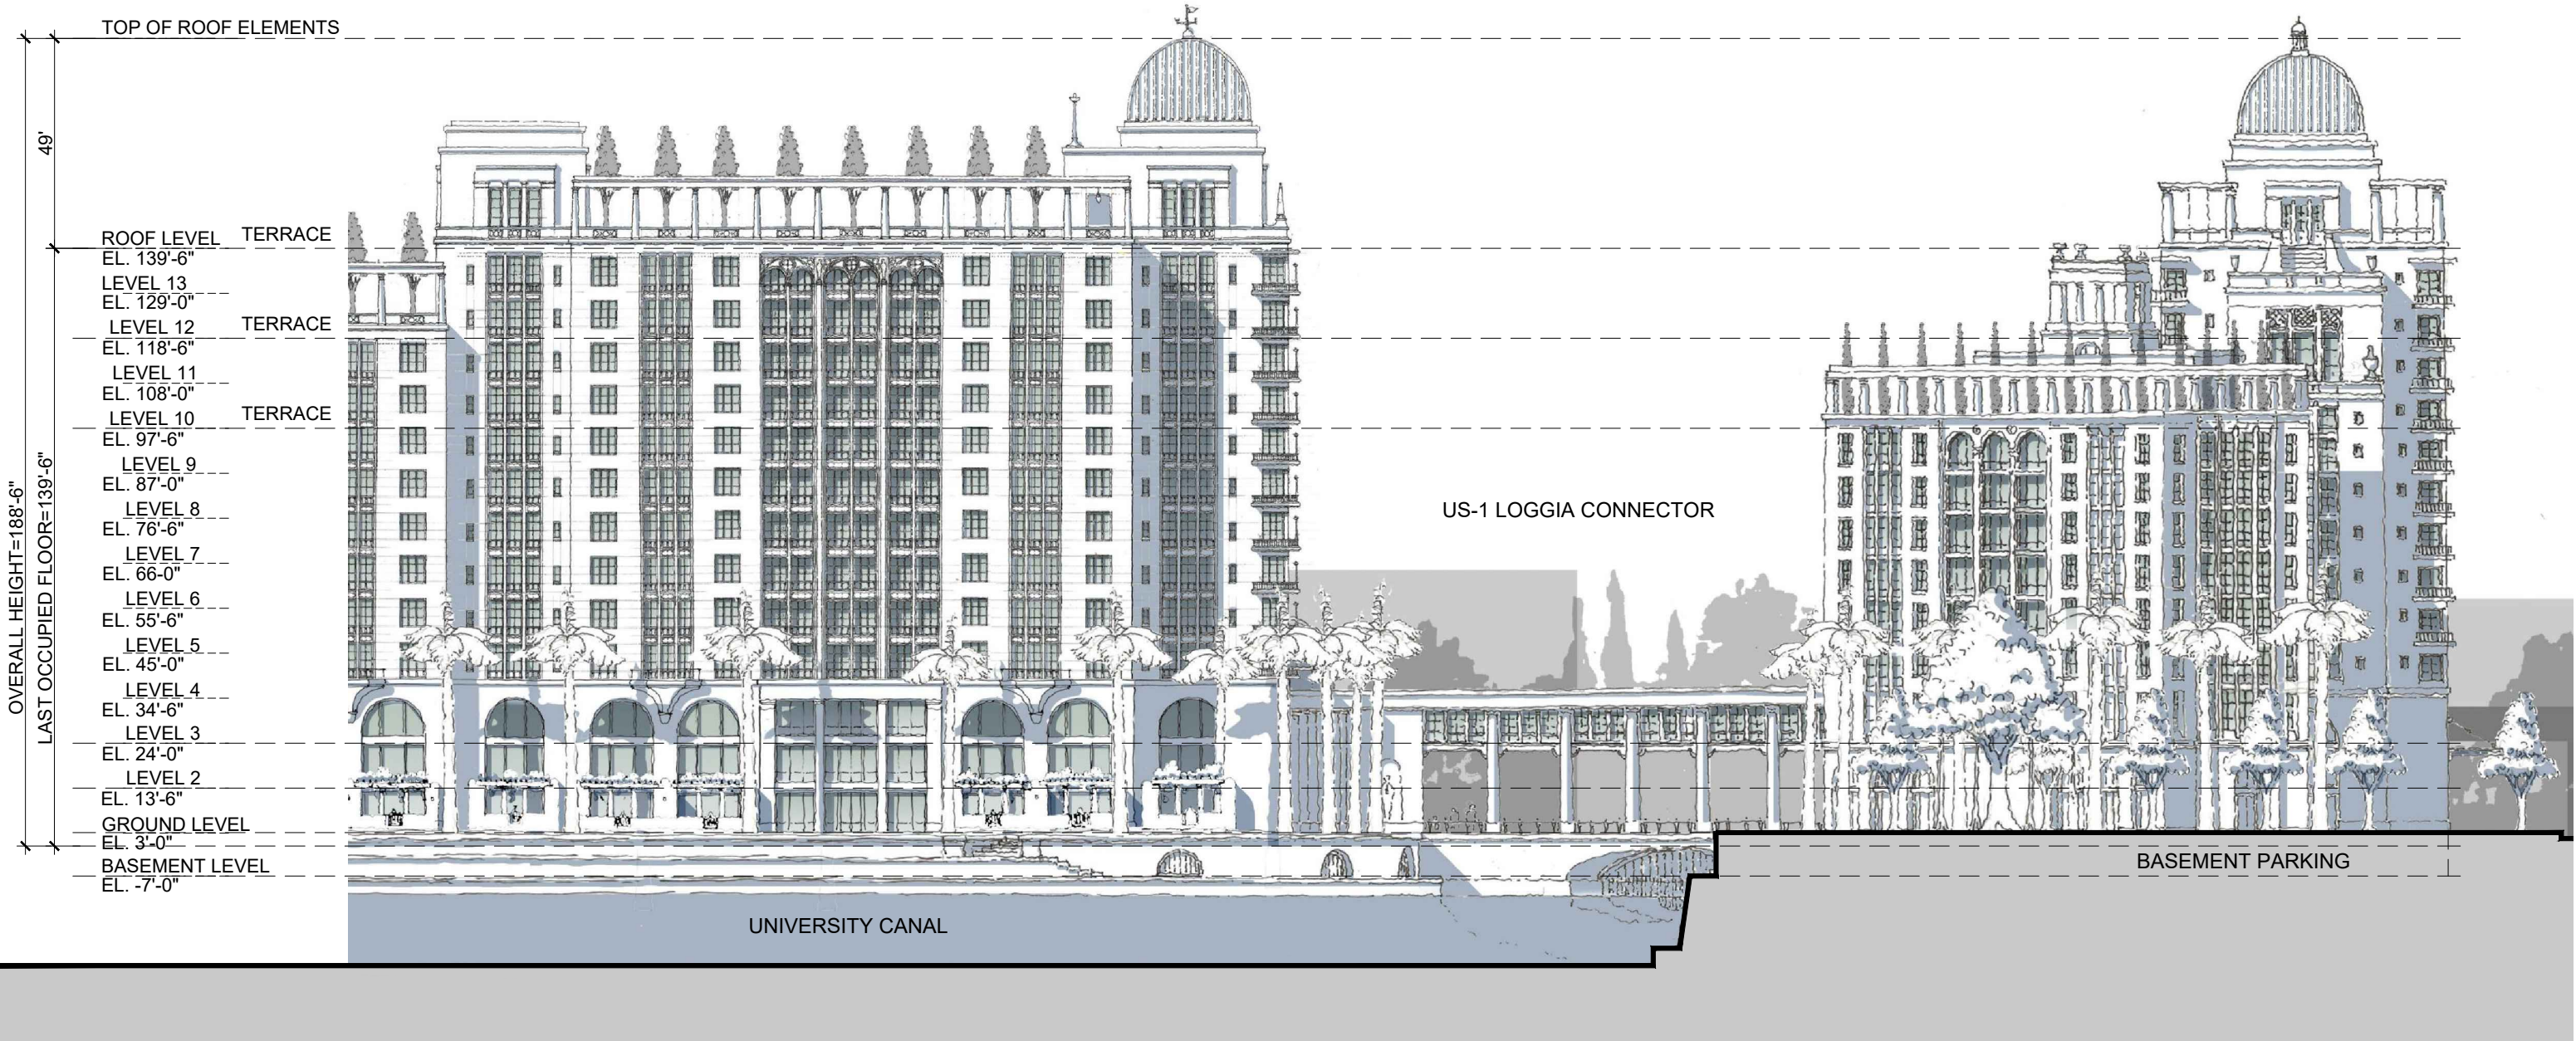 TOP OF ROOF ELEMENTS
49'
ROOF LEVEL TERRACE
EL. 139'-6"
LEVEL 13
EL. 129'-0"
LEVEL 12 TERRACE
EL. 118'-6"
LEVEL 11
EL. 108'-0"
LEVEL 10 TERRACE
EL. 97'-6"
LEVEL 9
EL. 87'-0"
LEVEL 8
EL. 76'-6"
LEVEL 7
EL. 66-0"
LEVEL 6
EL. 55'-6"
LEVEL 5
EL. 45'-0"
LEVEL 4
EL. 34'-6"
LEVEL 3
EL. 24'-0"
LEVEL 2
EL. 13'-6"
GROUND LEVEL
EL. 3'-0"
BASEMENT LEVEL
EL. -7'-0"
OVERALL HEIGHT=188'-6"
LAST OCCUPIED FLOOR=139'-6"
US-1 LOGGIA CONNECTOR
BASEMENT PARKING
UNIVERSITY CANAL